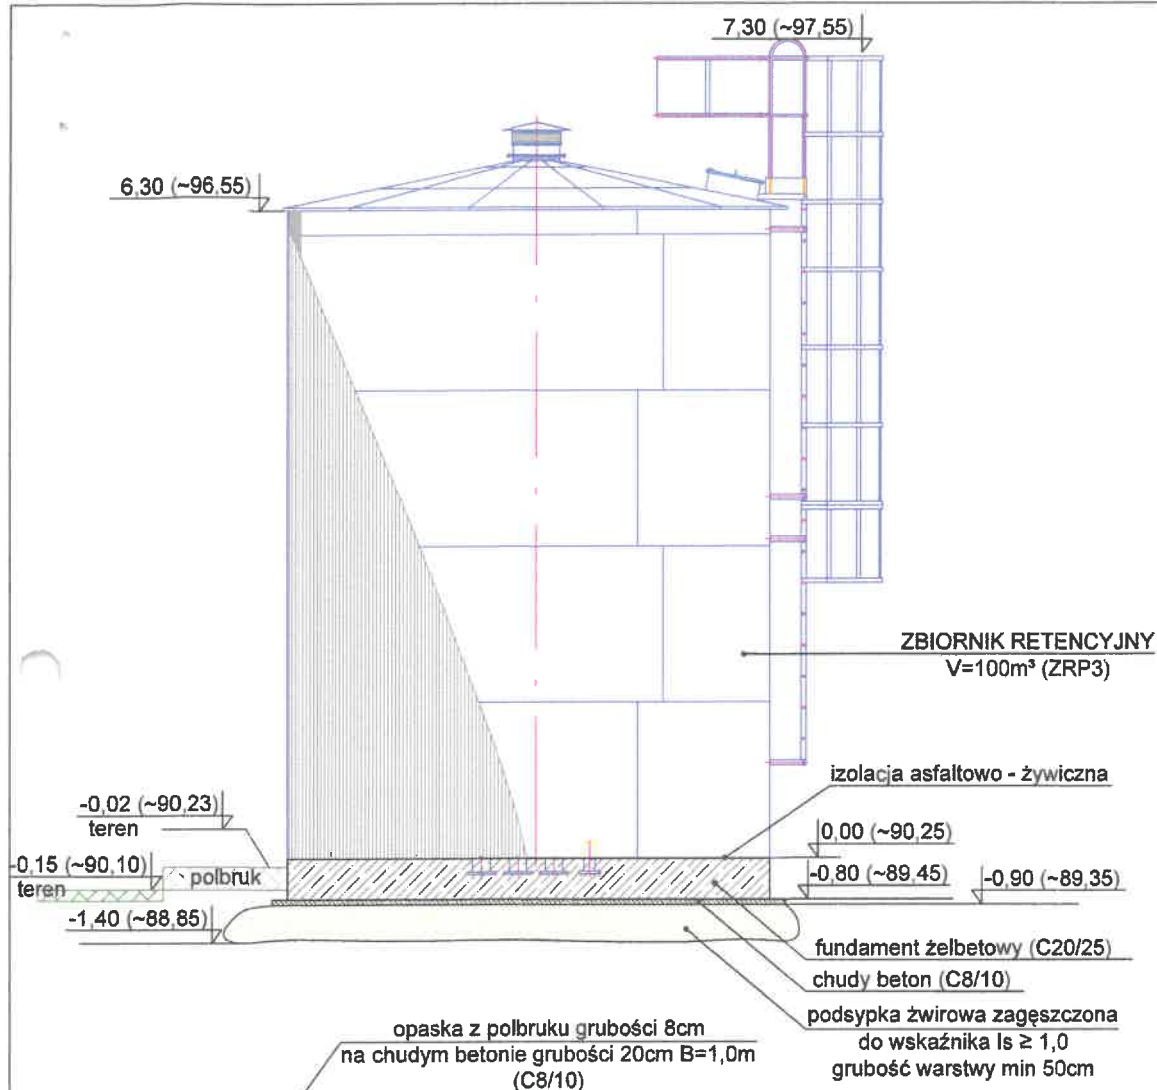 7,30 (~97,55)
6,30 (~96,55)
ZBIORNIK RETENCYJNY
V=100m³ (ZRP3)
izolacja asfaltowo - żywiczna
-0,02 (~90,23)
teren
0,00 (~90,25)
-0,15 (~90,10)
teren
polbruk
-0,80 (~89,45)
-0,90 (~89,35)
-1,40 (~88,85)
fundament żelbetowy (C20/25)
chudy beton (C8/10)
podsypka żwirowa zagęszczona
do wskaźnika Is ≥ 1,0
grubość warstwy min 50cm
opaska z polbruku grubości 8cm
na chudym betonie grubości 20cm B=1,0m
(C8/10)